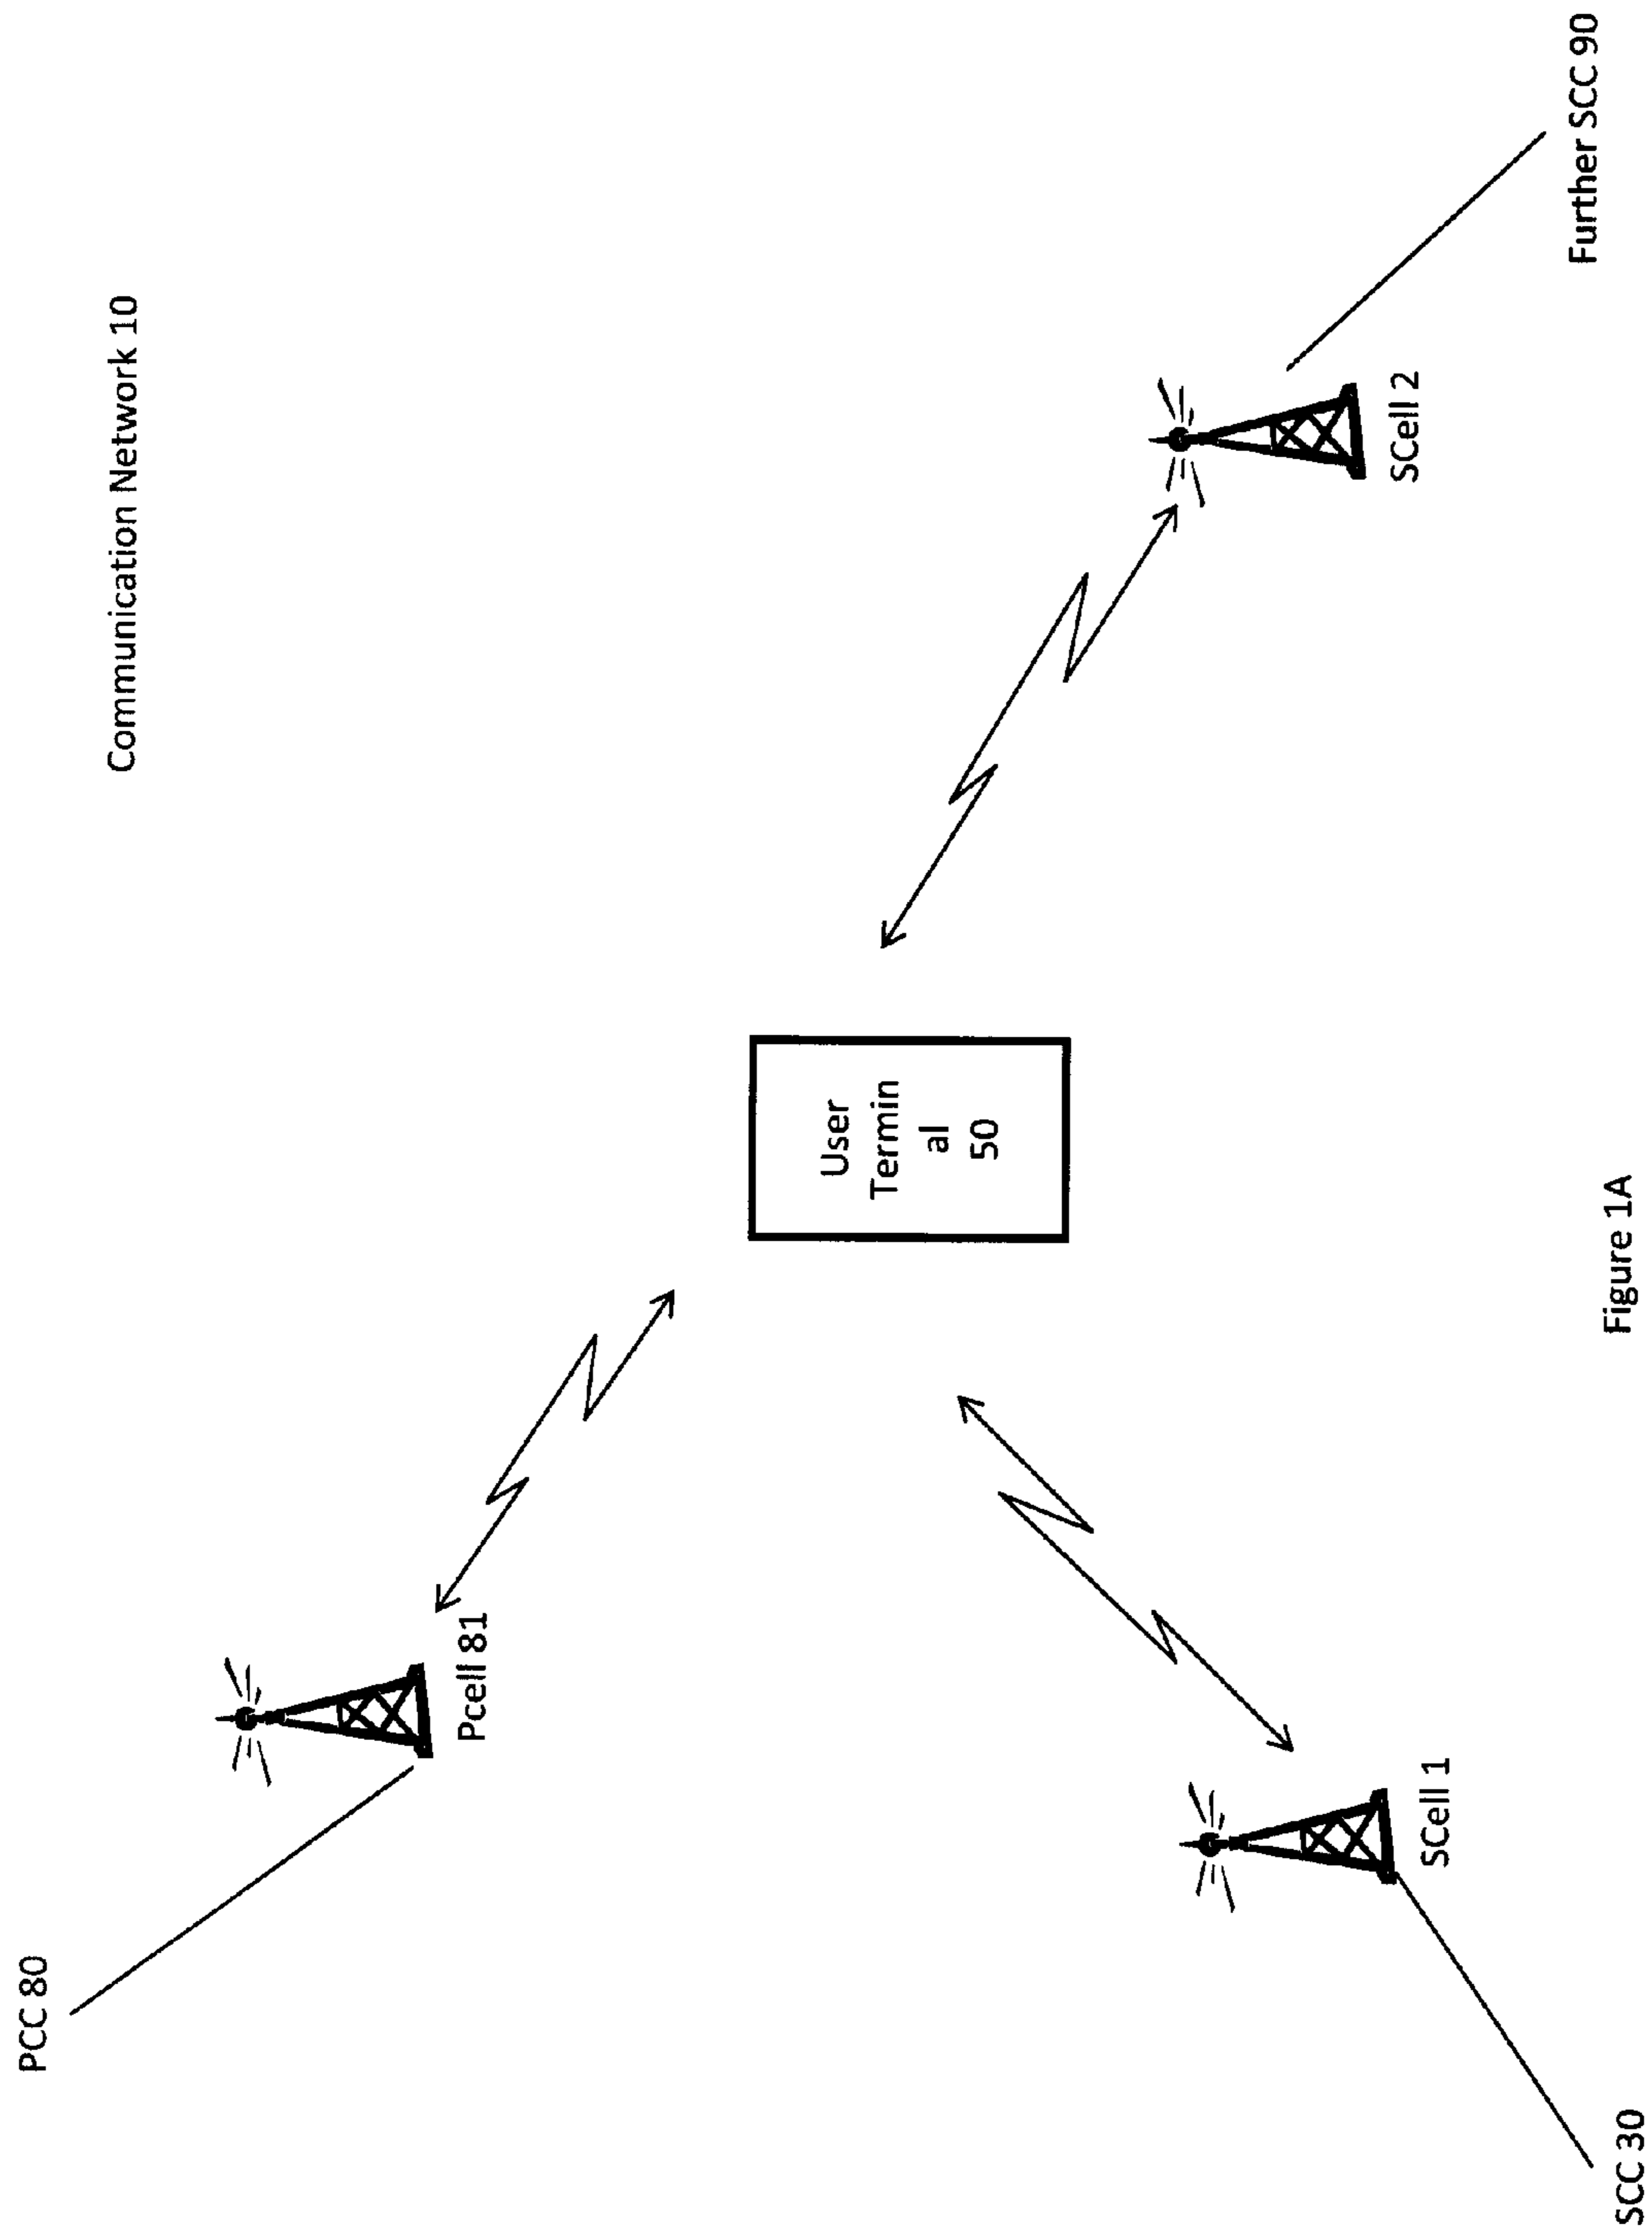 Communication Network 10
PCC 80
Pcell 81
User
Termin
al
50
SCell 2
SCell 1
Further SCC 90
SCC 30
Figure 1A